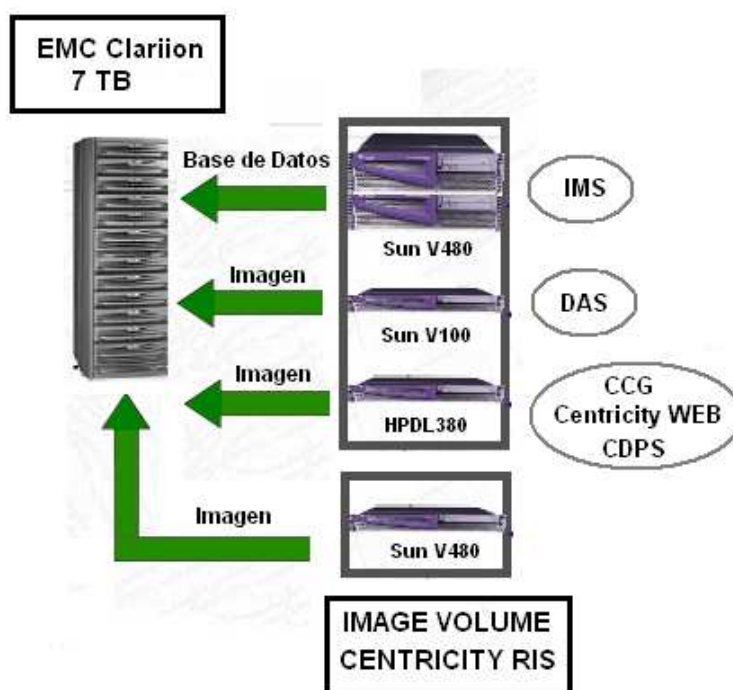 EMC Clariion
7 TB
Base de Datos
IMS
Sun V480
Imagen
DAS
Sun V100
Imagen
CCG
Centricity WEB
CDPS
HPDL380
Imagen
Sun V480
IMAGE VOLUME
CENTRICITY RIS